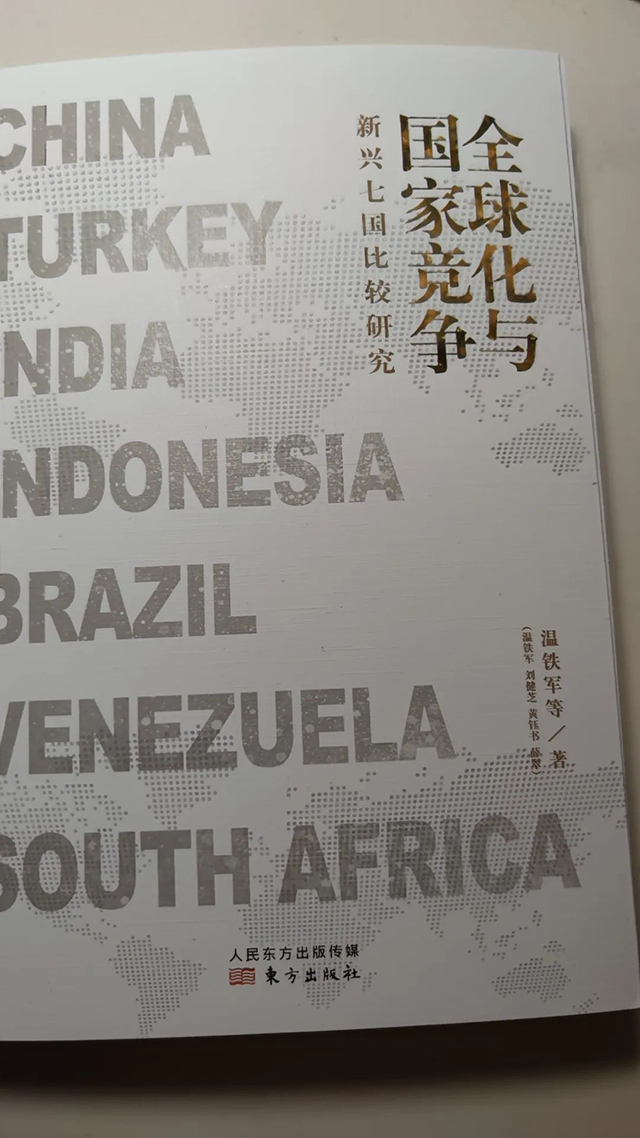 全球化与
国家竞争
新兴七国比较研究
CHINA
TURKEY
INDIA
INDONESIA
BRAZIL
VENEZUELA
SOUTH AFRICA
温铁军等／著
(温铁军 刘健芝 黄钰书 薛翠)
人民东方出版传媒
東方出版社